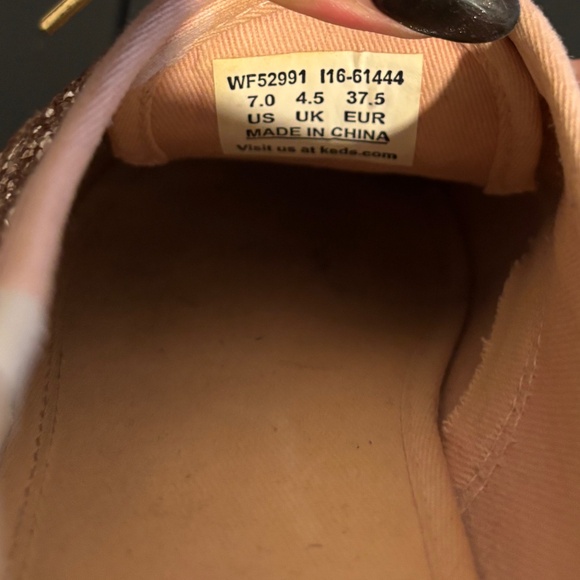 WF52991 I16-61444
7.0 4.5 37.5
US UK EUR
MADE IN CHINA
Visit us at keds.com